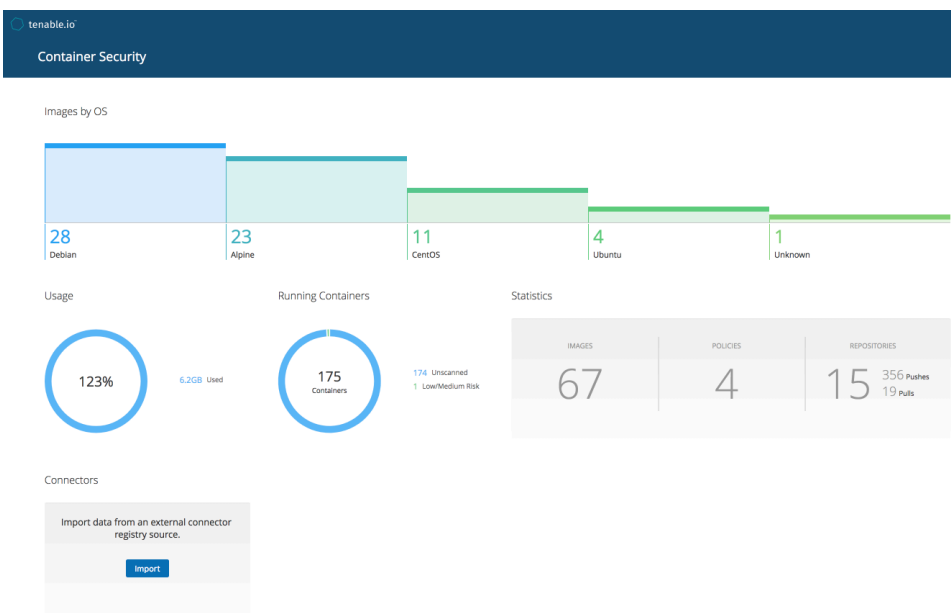 tenable.io
Container Security
Images by OS
28
Debian
23
Alpine
11
CentOS
4
Ubuntu
1
Unknown
Usage
123%
6.2GB Used
Running Containers
175
Containers
174 Unscanned
1 Low/Medium Risk
Statistics
IMAGES
67
POLICIES
4
REPOSITORIES
15
356 Pushes
19 Pulls
Connectors
Import data from an external connector
registry source.
Import